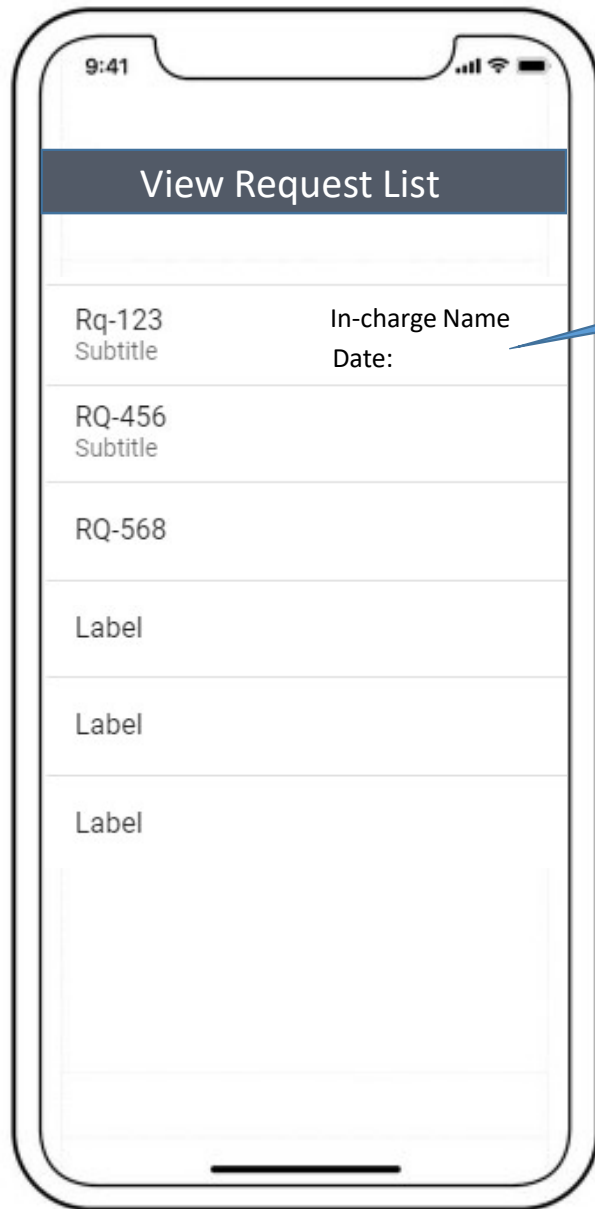 9:41
View Request List
Rq-123 In-charge Name
Subtitle Date:
RQ-456
Subtitle
RQ-568
Label
Label
Label